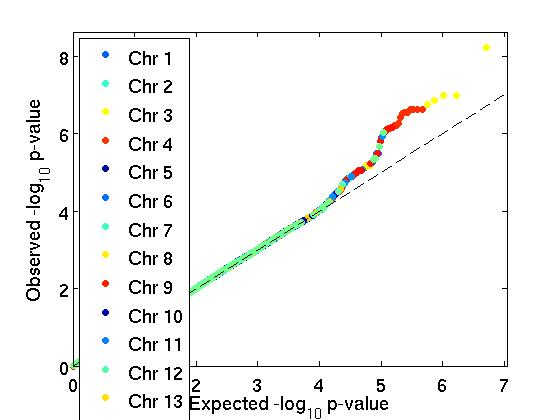 8
6
4
2
0
Observed -log10 p-value
Chr 1
Chr 2
Chr 3
Chr 4
Chr 5
Chr 6
Chr 7
Chr 8
Chr 9
Chr 10
Chr 11
Chr 12
Chr 13
0 2 3 4 5 6 7
Expected -log10 p-value